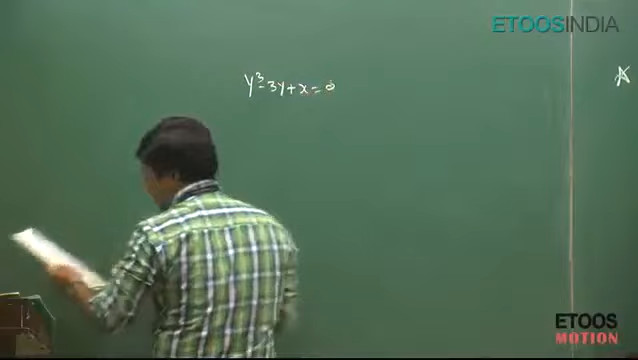 ETOOSINDIA
y³ - 3y + x = 0
ETOOS
MOTION